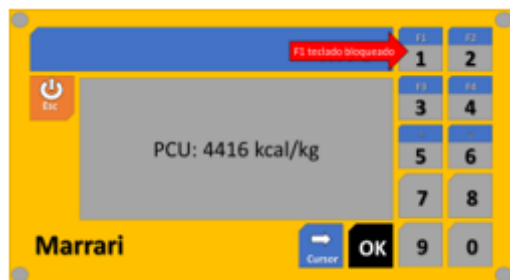 F1 teclado bloqueado
F1
1
F2
2
Esc
F3
3
F4
4
PCU: 4416 kcal/kg
5
6
7
8
Marrari
Cursor
OK
9
0